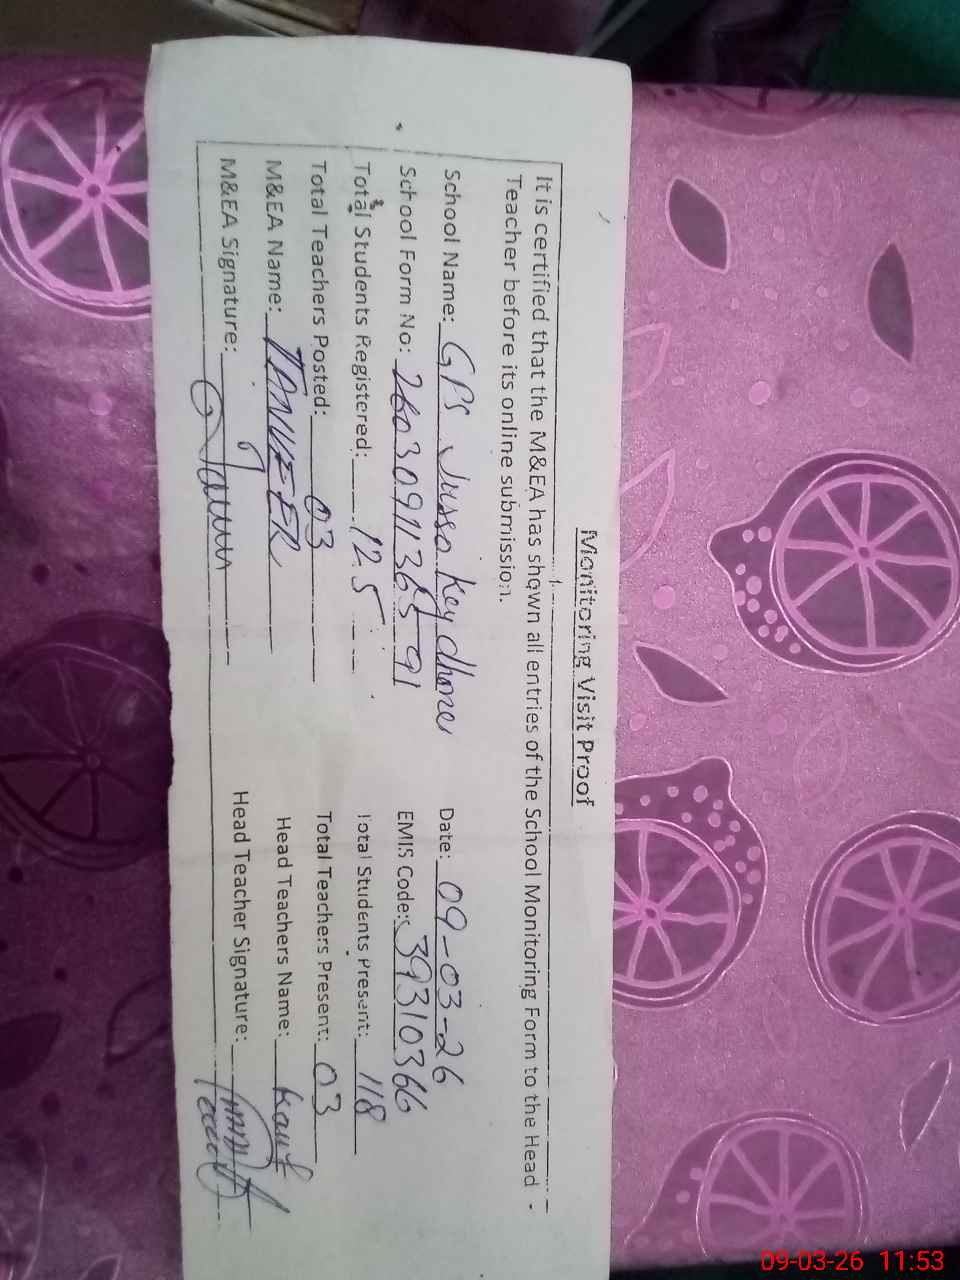 Monitoring Visit Proof
It is certified that the M&EA has shown all entries of the School Monitoring Form to the Head
Teacher before its online submission.
School Name: GPS Jusso Key dhone Date: 09-03-26
School Form No: 2603091136591 EMIS Code: 39310366
Total Students Registered: 125 Total Students Present: 118
Total Teachers Posted: 03 Total Teachers Present: 03
M&EA Name: TANVEER Head Teachers Name: Kauf
M&EA Signature: Head Teacher Signature:
09-03-26 11:53